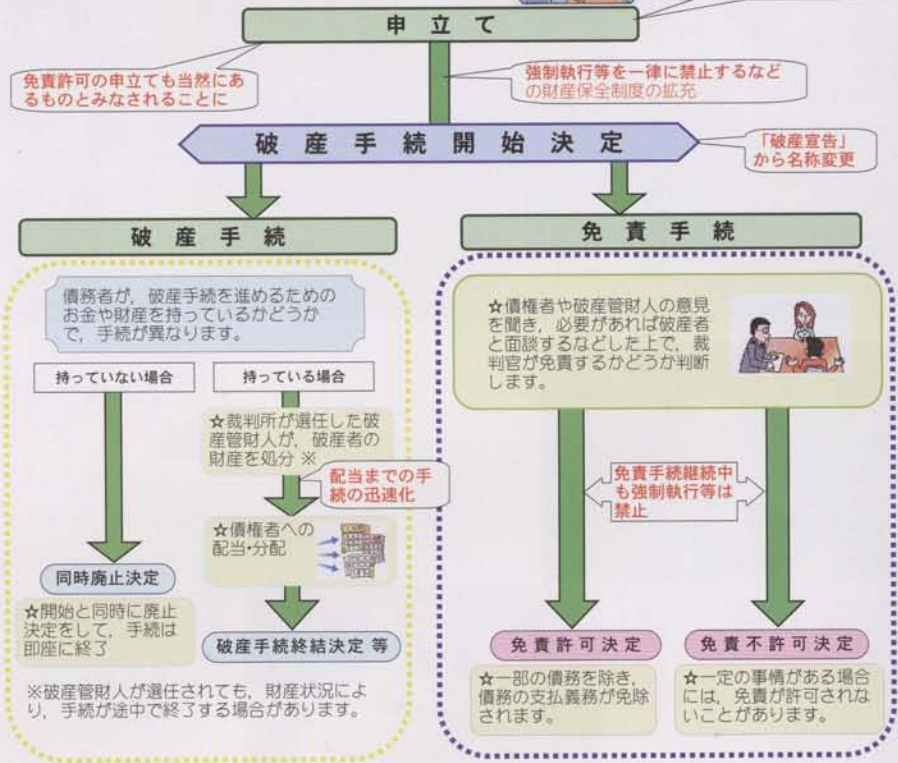 申立て
免責許可の申立ても当然にあ
るものとみなされることに
強制執行等を一律に禁止するなど
の財産保全制度の拡充
破産手続開始決定
「破産宣告」
から名称変更
破産手続
債務者が，破産手続を進めるための
お金や財産を持っているかどうか
で，手続が異なります。
持っていない場合
持っている場合
☆裁判所が選任した破
産管財人が，破産者の
財産を処分 ※
配当までの手
続の迅速化
☆債権者への
配当・分配
同時廃止決定
☆開始と同時に廃止
決定をして，手続は
即座に終了
破産手続終結決定 等
※破産管財人が選任されても，財産状況によ
り，手続が途中で終了する場合があります。
免責手続
☆債権者や破産管財人の意見
を聞き，必要があれば破産者
と面談するなどした上で，裁
判官が免責するかどうか判断
します。
免責手続継続中
も強制執行等は
禁止
免責許可決定
☆一部の債務を除き，
債務の支払義務が免除
されます。
免責不許可決定
☆一定の事情がある場合
には，免責が許可されな
いことがあります。